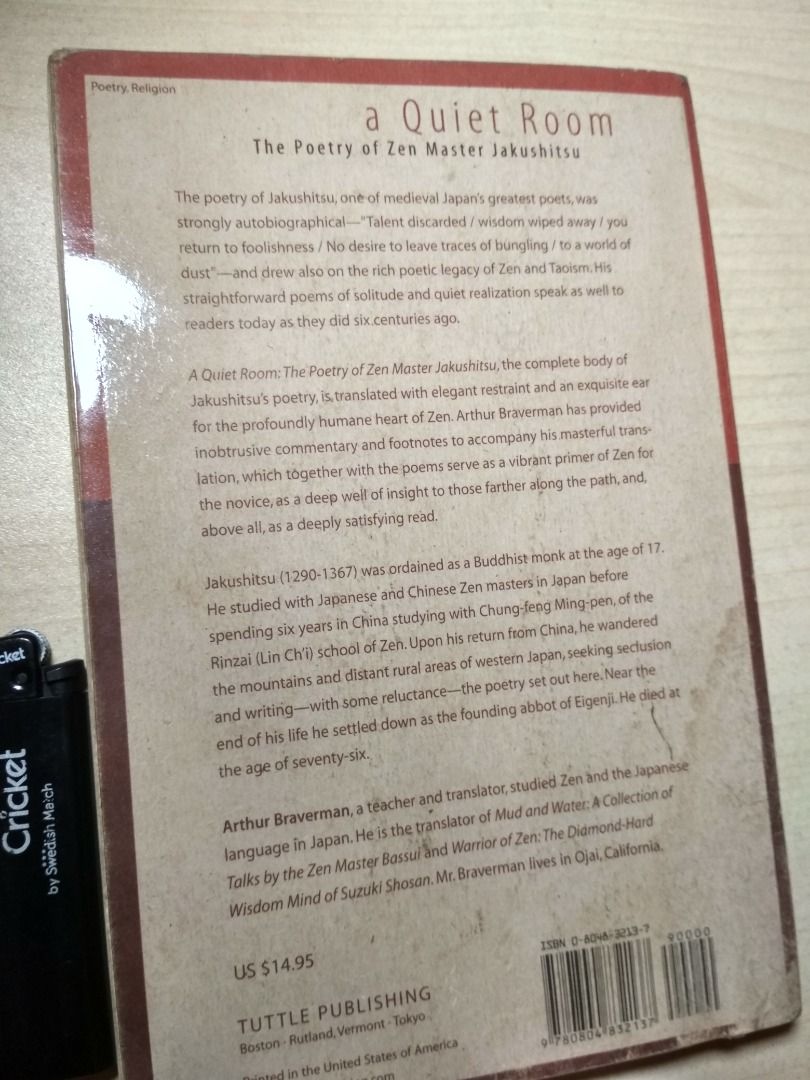 Poetry, Religion
a Quiet Room
The Poetry of Zen Master Jakushitsu
The poetry of Jakushitsu, one of medieval Japan's greatest poets, was
strongly autobiographical—"Talent discarded / wisdom wiped away / you
return to foolishness / No desire to leave traces of bungling / to a world of
dust"—and drew also on the rich poetic legacy of Zen and Taoism. His
straightforward poems of solitude and quiet realization speak as well to
readers today as they did six centuries ago.
A Quiet Room: The Poetry of Zen Master Jakushitsu, the complete body of
Jakushitsu's poetry, is translated with elegant restraint and an exquisite ear
for the profoundly humane heart of Zen. Arthur Braverman has provided
inobtrusive commentary and footnotes to accompany his masterful trans-
lation, which together with the poems serve as a vibrant primer of Zen for
the novice, as a deep well of insight to those farther along the path, and,
above all, as a deeply satisfying read.
Jakushitsu (1290-1367) was ordained as a Buddhist monk at the age of 17.
He studied with Japanese and Chinese Zen masters in Japan before
spending six years in China studying with Chung-feng Ming-pen, of the
Rinzai (Lin Ch'i) school of Zen. Upon his return from China, he wandered
the mountains and distant rural areas of western Japan, seeking seclusion
and writing—with some reluctance—the poetry set out here. Near the
end of his life he settled down as the founding abbot of Eigenji. He died at
the age of seventy-six.
Arthur Braverman, a teacher and translator, studied Zen and the Japanese
language in Japan. He is the translator of Mud and Water: A Collection of
Talks by the Zen Master Bassui and Warrior of Zen: The Diamond-Hard
Wisdom Mind of Suzuki Shosan. Mr. Braverman lives in Ojai, California.
US $14.95
TUTTLE PUBLISHING
Boston · Rutland, Vermont · Tokyo
Printed in the United States of America
ISBN 0-8048-3213-7
90000
9 780804 832137
cket
Cricket
by Swedish Match